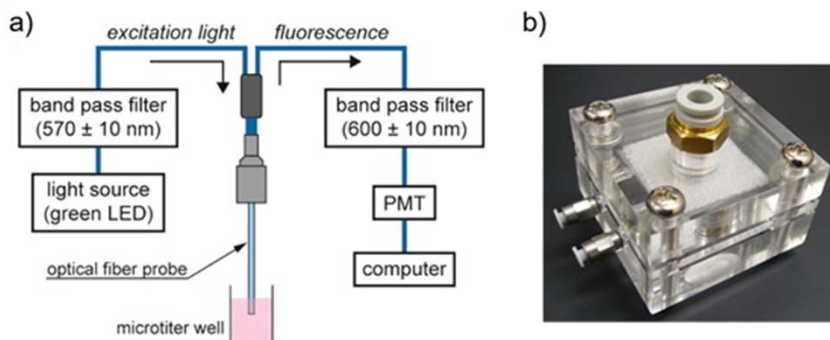 a)
excitation light
fluorescence
band pass filter
(570 ± 10 nm)
band pass filter
(600 ± 10 nm)
light source
(green LED)
PMT
optical fiber probe
computer
microtiter well
b)